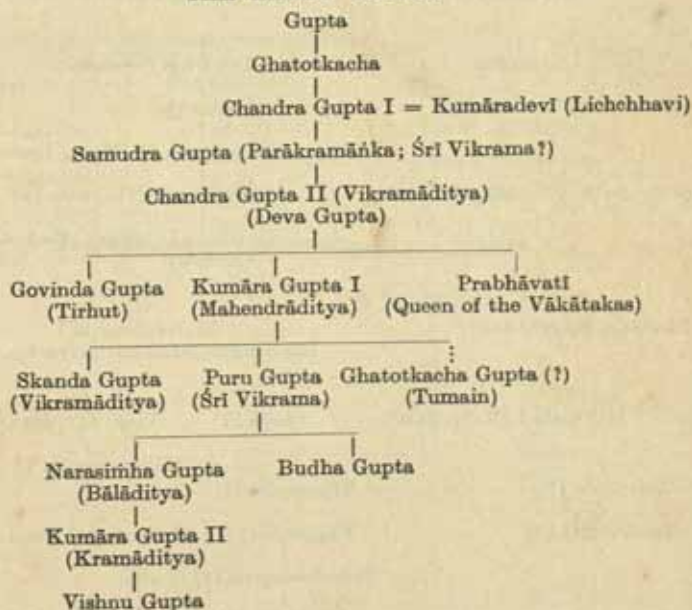 Gupta
Ghatotkacha
Chandra Gupta I = Kumāradevī (Lichchhavi)
Samudra Gupta (Parākramāṅka; Śrī Vikrama?)
Chandra Gupta II (Vikramāditya)
(Deva Gupta)
Govinda Gupta Kumāra Gupta I Prabhāvatī
(Tirhut) (Mahendrāditya) (Queen of the Vākāṭakas)
Skanda Gupta Puru Gupta Ghatotkacha Gupta (?)
(Vikramāditya) (Śrī Vikrama) (Tumain)
Narasiṁha Gupta Budha Gupta
(Bālāditya)
Kumāra Gupta II
(Kramāditya)
Vishnu Gupta